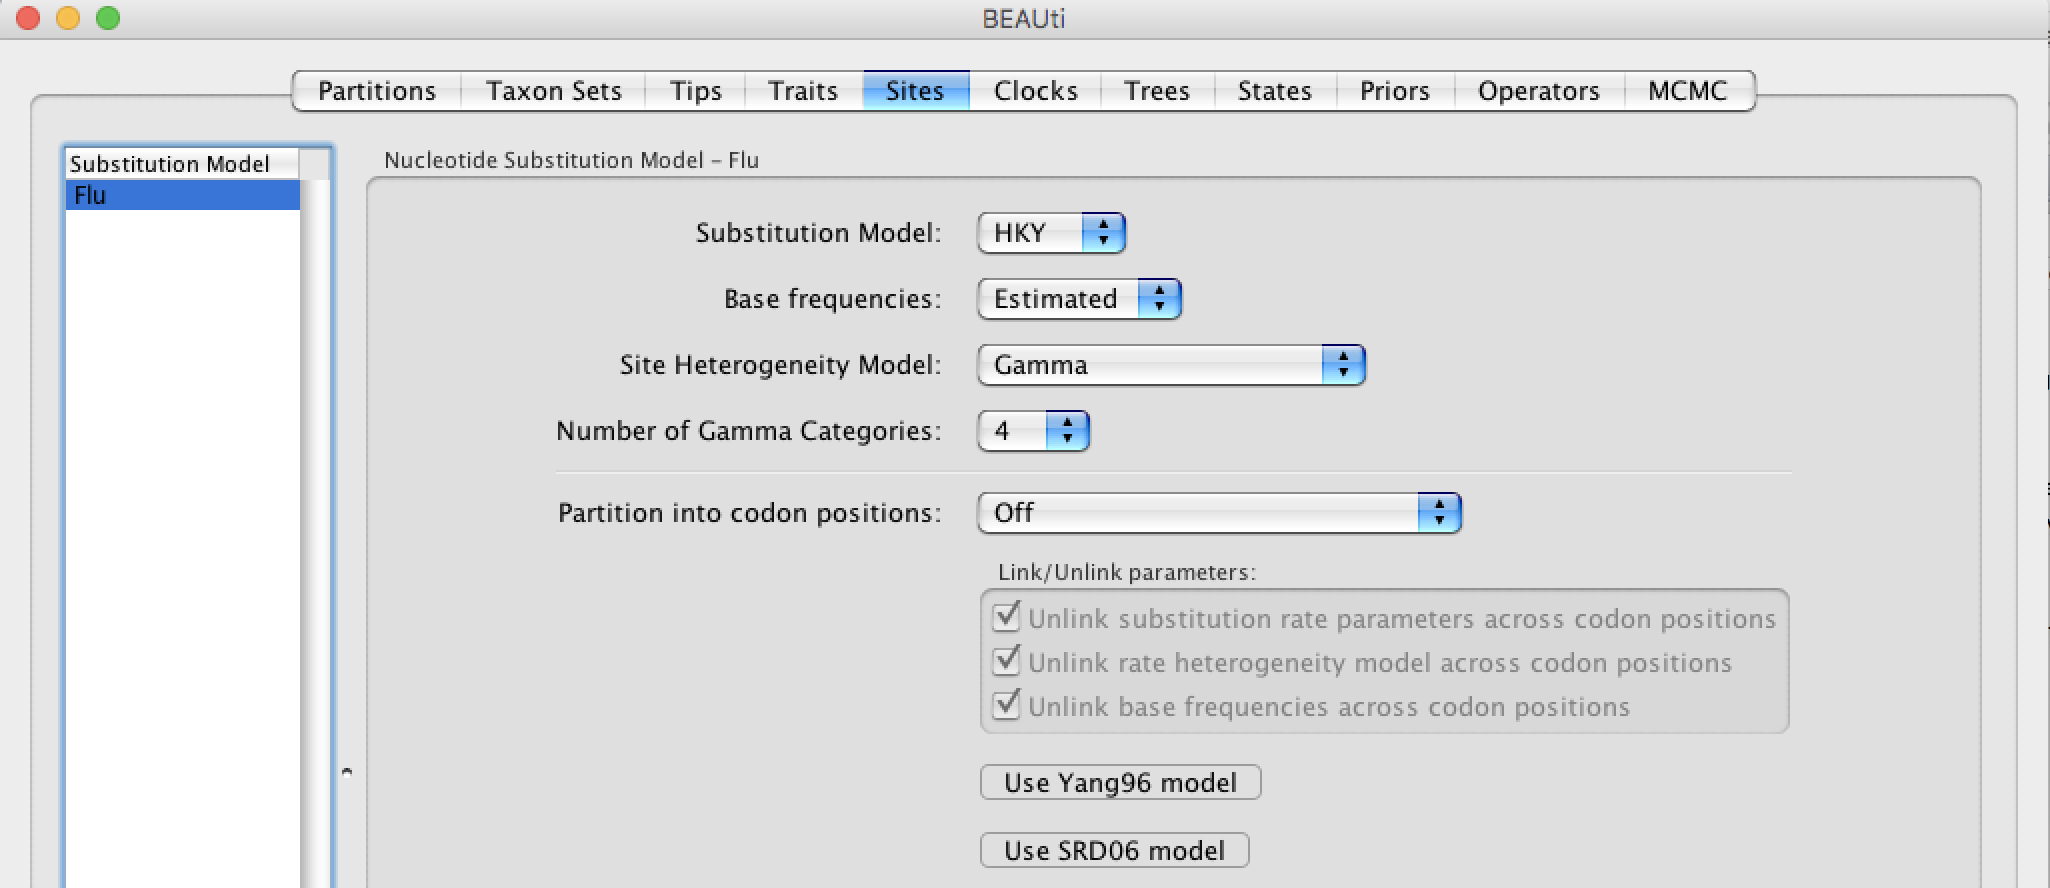 BEAUti
Partitions Taxon Sets Tips Traits Sites Clocks Trees States Priors Operators MCMC
Substitution Model
Flu
Nucleotide Substitution Model – Flu
Substitution Model: HKY
Base frequencies: Estimated
Site Heterogeneity Model: Gamma
Number of Gamma Categories: 4
Partition into codon positions: Off
Link/Unlink parameters:
Unlink substitution rate parameters across codon positions
Unlink rate heterogeneity model across codon positions
Unlink base frequencies across codon positions
Use Yang96 model
Use SRD06 model